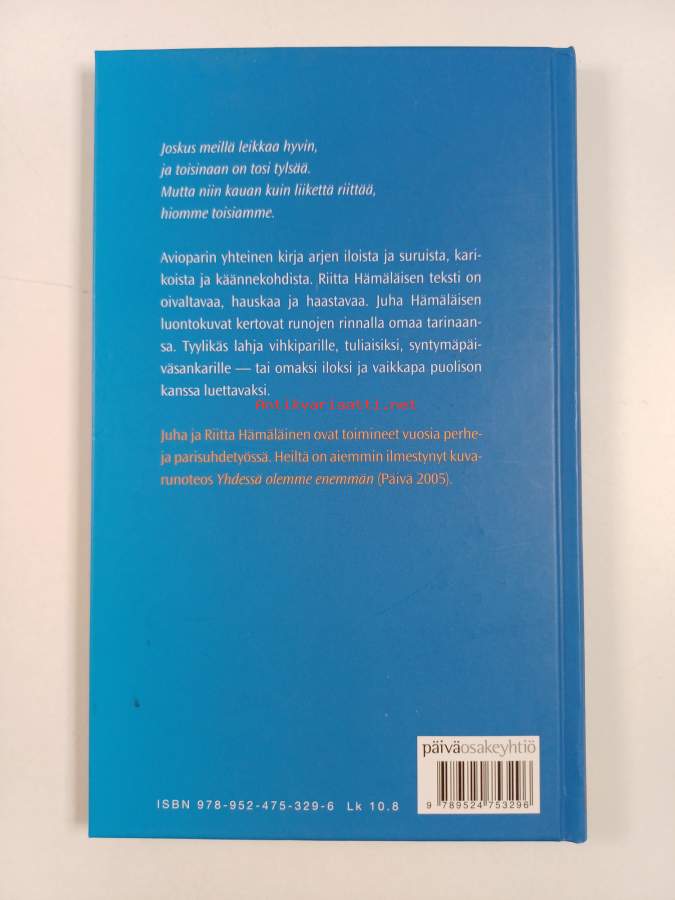 Joskus meillä leikkaa hyvin,
ja toisinaan on tosi tylsää.
Mutta niin kauan kuin liikettä riittää,
hiomme toisiamme.
Avioparin yhteinen kirja arjen iloista ja suruista, kari-
koista ja käännekohdista. Riitta Hämäläisen teksti on
oivaltavaa, hauskaa ja haastavaa. Juha Hämäläisen
luontokuvat kertovat runojen rinnalla omaa tarinaan-
sa. Tyylikäs lahja vihkiparille, tuliaisiksi, syntymäpäi-
väsankarille — tai omaksi iloksi ja vaikkapa puolison
kanssa luettavaksi.
Antikvariaatti.net
Juha ja Riitta Hämäläinen ovat toimineet vuosia perhe-
ja parisuhdetyössä. Heiltä on aiemmin ilmestynyt kuva-
runoteos Yhdessä olemme enemmän (Päivä 2005).
päiväosakeyhtiö
9 789524 753296
ISBN 978-952-475-329-6 Lk 10.8